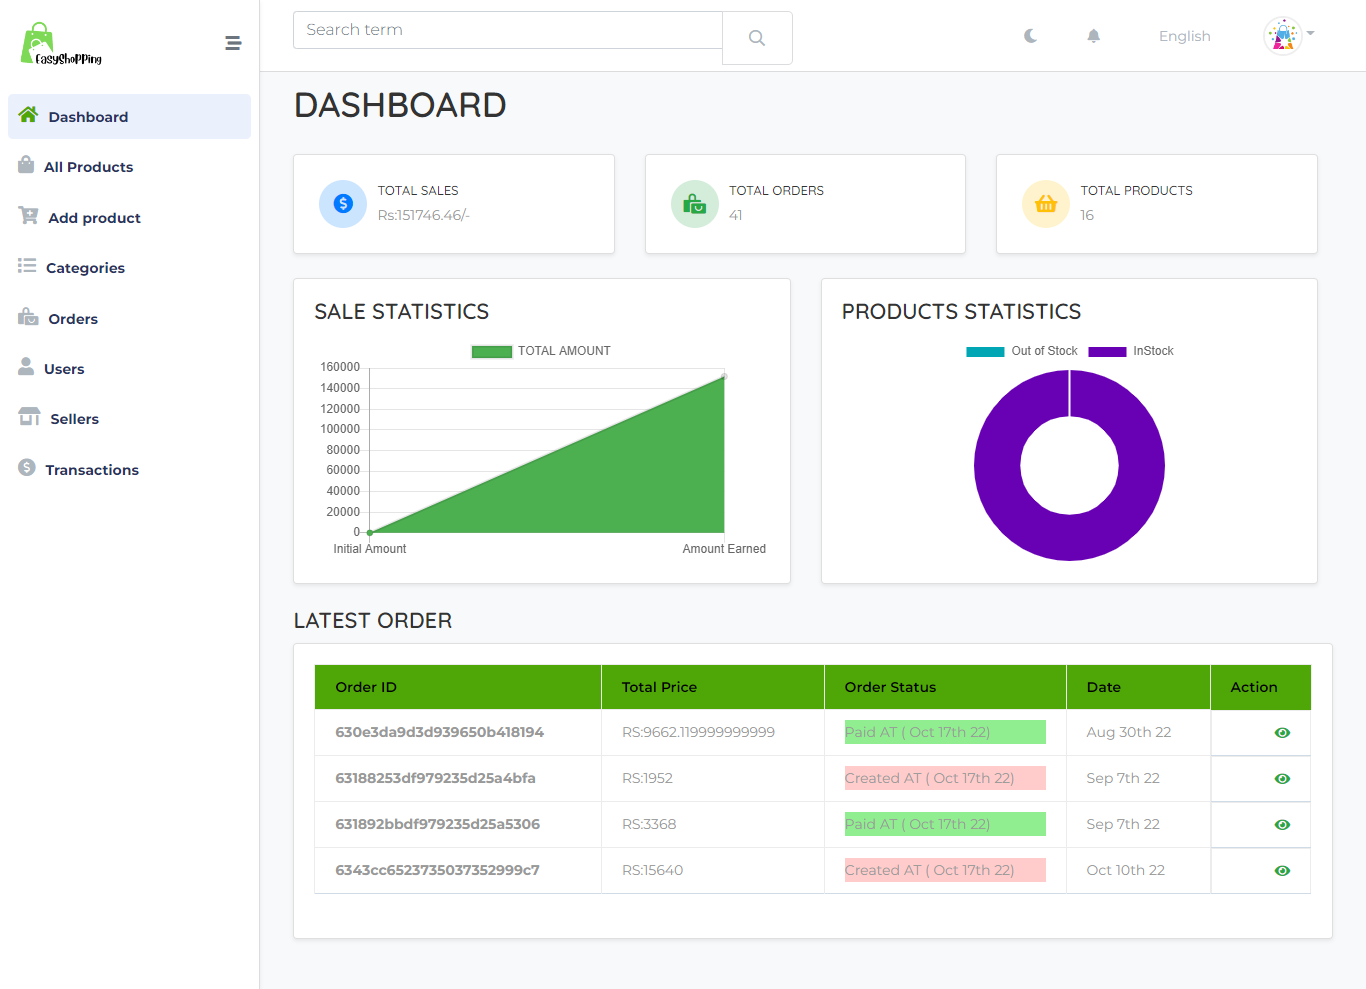 EasyShopping
Search term
English
Dashboard
All Products
Add product
Categories
Orders
Users
Sellers
Transactions
DASHBOARD
TOTAL SALES
Rs:151746.46/-
TOTAL ORDERS
41
TOTAL PRODUCTS
16
SALE STATISTICS
TOTAL AMOUNT
160000
140000
120000
100000
80000
60000
40000
20000
0
Initial Amount Amount Earned
PRODUCTS STATISTICS
Out of Stock InStock
LATEST ORDER
Order ID Total Price Order Status Date Action
630e3da9d3d939650b418194 RS:9662.119999999999 Paid AT ( Oct 17th 22) Aug 30th 22
63188253df979235d25a4bfa RS:1952 Created AT ( Oct 17th 22) Sep 7th 22
631892bbdf979235d25a5306 RS:3368 Paid AT ( Oct 17th 22) Sep 7th 22
6343cc6523735037352999c7 RS:15640 Created AT ( Oct 17th 22) Oct 10th 22